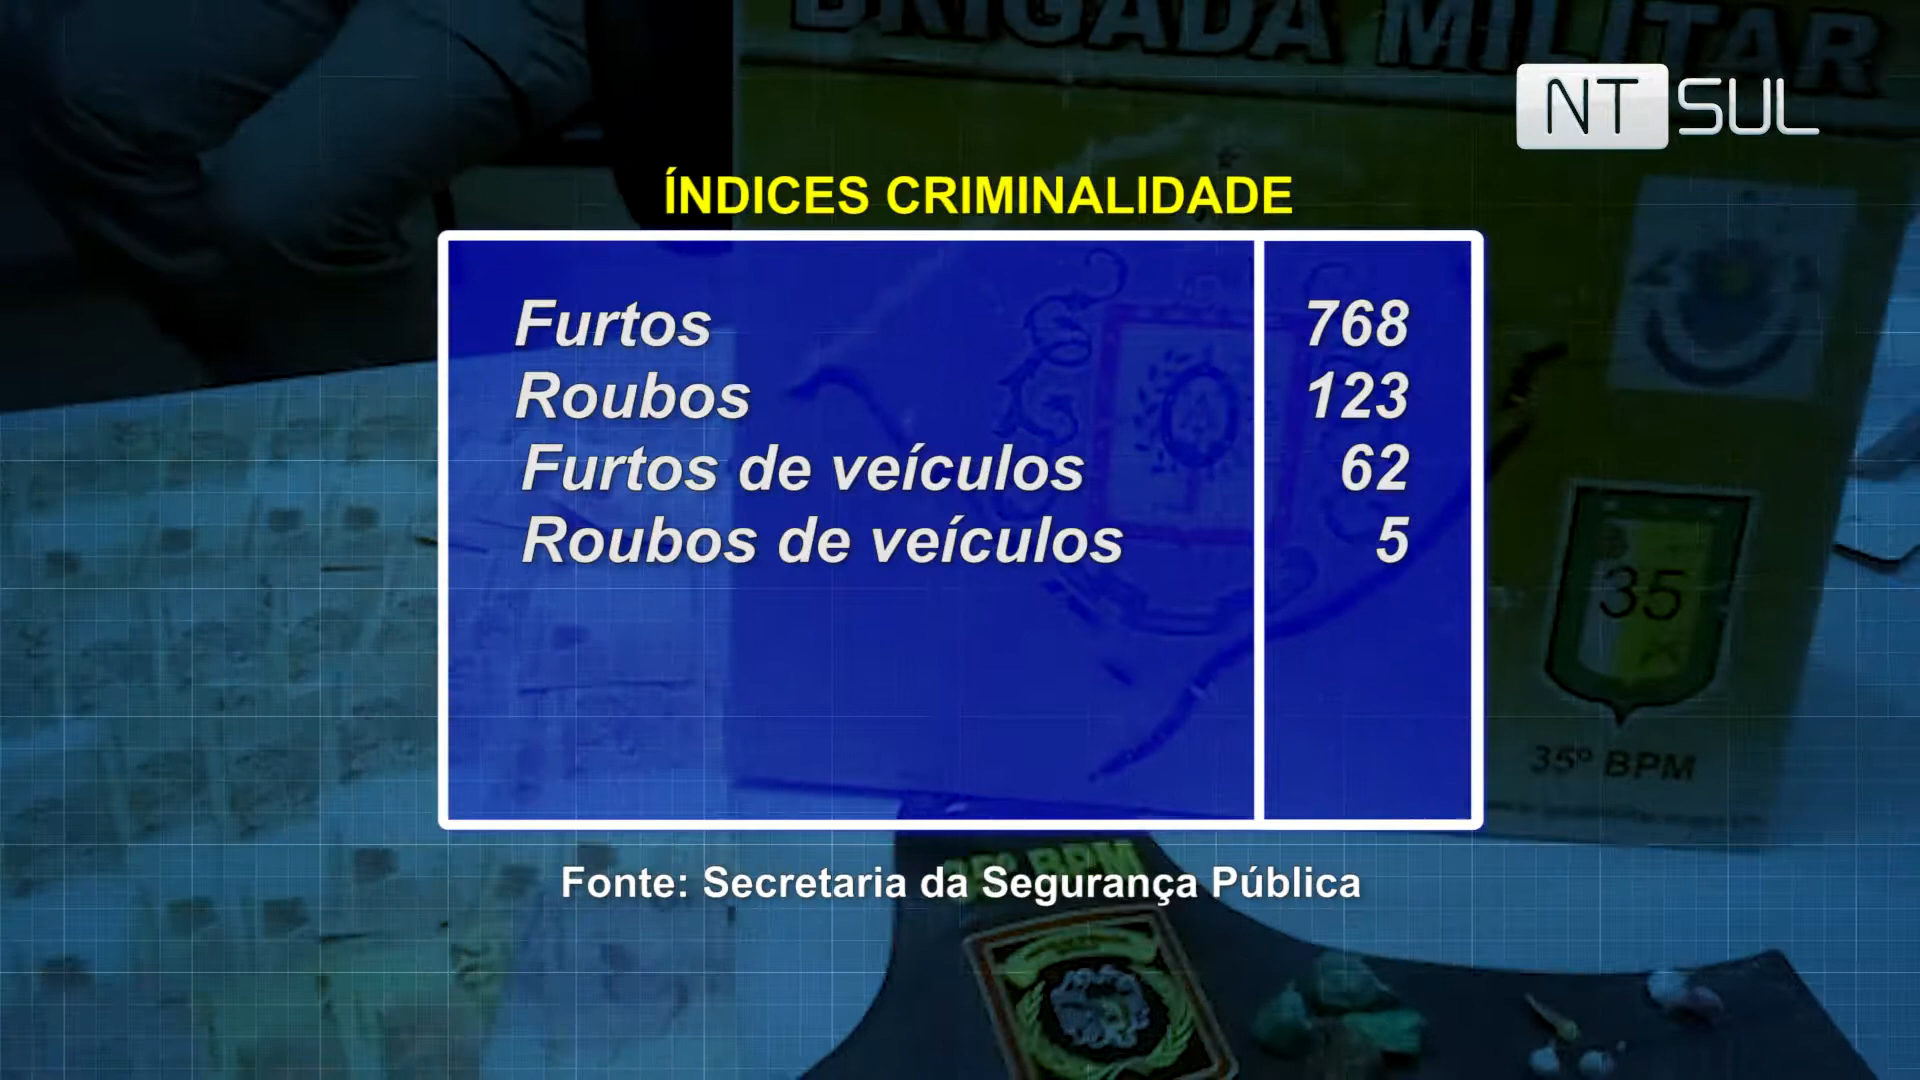 BRIGADA MILITAR
NT SUL
ÍNDICES CRIMINALIDADE
Furtos 768
Roubos 123
Furtos de veículos 62
Roubos de veículos 5
35
35º BPM
Fonte: Secretaria da Segurança Pública